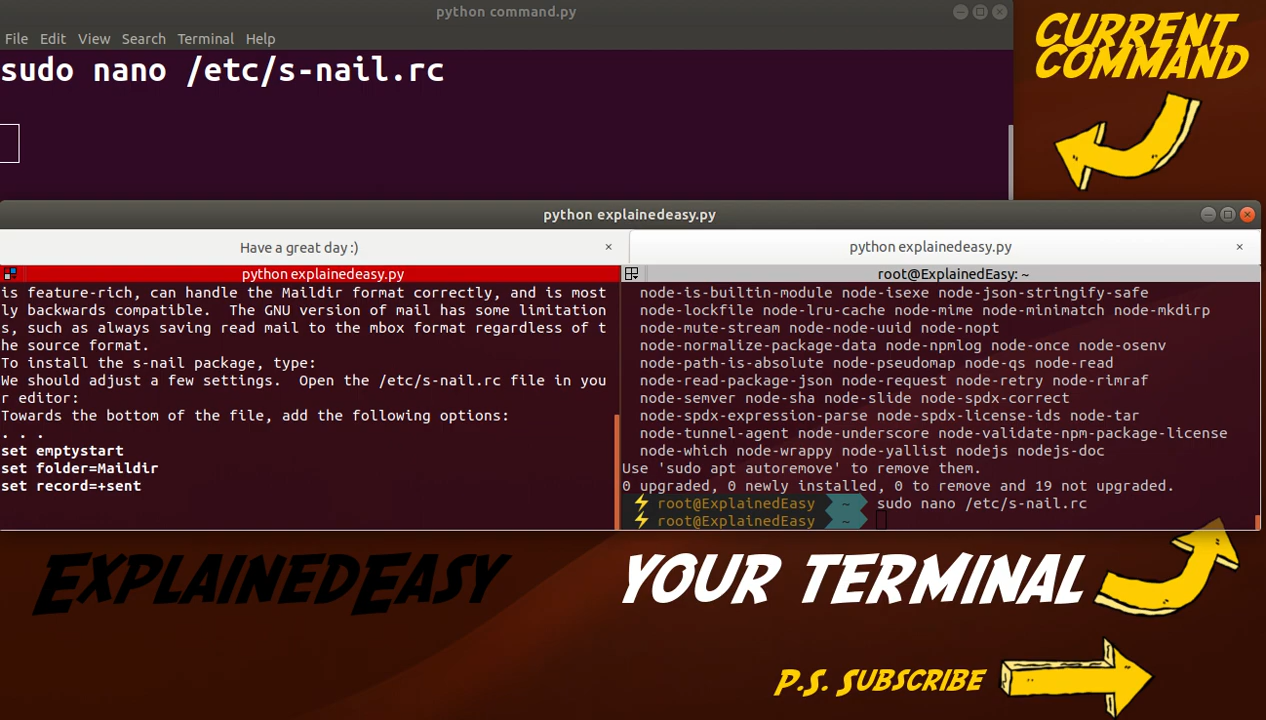 python command.py
File Edit View Search Terminal Help
sudo nano /etc/s-nail.rc
CURRENT
COMMAND
python explainedeasy.py
Have a great day :)
python explainedeasy.py
python explainedeasy.py
is feature-rich, can handle the Maildir format correctly, and is most
ly backwards compatible.  The GNU version of mail has some limitation
s, such as always saving read mail to the mbox format regardless of t
he source format.
To install the s-nail package, type:
We should adjust a few settings.  Open the /etc/s-nail.rc file in you
r editor:
Towards the bottom of the file, add the following options:
. . .
set emptystart
set folder=Maildir
set record=+sent
root@ExplainedEasy: ~
node-is-builtin-module node-isexe node-json-stringify-safe
node-lockfile node-lru-cache node-mime node-minimatch node-mkdirp
node-mute-stream node-node-uuid node-nopt
node-normalize-package-data node-npmlog node-once node-osenv
node-path-is-absolute node-pseudomap node-qs node-read
node-read-package-json node-request node-retry node-rimraf
node-semver node-sha node-slide node-spdx-correct
node-spdx-expression-parse node-spdx-license-ids node-tar
node-tunnel-agent node-underscore node-validate-npm-package-license
node-which node-wrappy node-yallist nodejs nodejs-doc
Use 'sudo apt autoremove' to remove them.
0 upgraded, 0 newly installed, 0 to remove and 19 not upgraded.
⚡ root@ExplainedEasy ~ sudo nano /etc/s-nail.rc
⚡ root@ExplainedEasy ~
EXPLAINEDEASY
YOUR TERMINAL
P.S. SUBSCRIBE